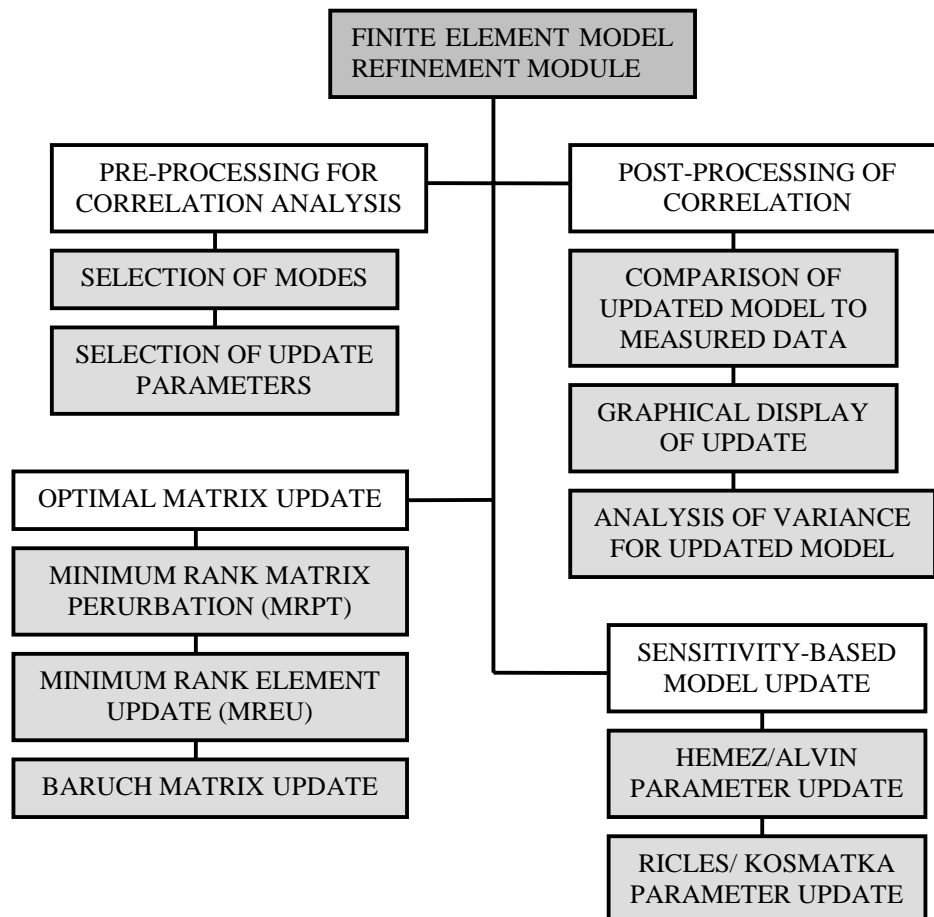 FINITE ELEMENT MODEL
REFINEMENT MODULE
PRE-PROCESSING FOR
CORRELATION ANALYSIS
SELECTION OF MODES
SELECTION OF UPDATE
PARAMETERS
POST-PROCESSING OF
CORRELATION
COMPARISON OF
UPDATED MODEL TO
MEASURED DATA
GRAPHICAL DISPLAY
OF UPDATE
ANALYSIS OF VARIANCE
FOR UPDATED MODEL
OPTIMAL MATRIX UPDATE
MINIMUM RANK MATRIX
PERURBATION (MRPT)
MINIMUM RANK ELEMENT
UPDATE (MREU)
BARUCH MATRIX UPDATE
SENSITIVITY-BASED
MODEL UPDATE
HEMEZ/ALVIN
PARAMETER UPDATE
RICLES/ KOSMATKA
PARAMETER UPDATE